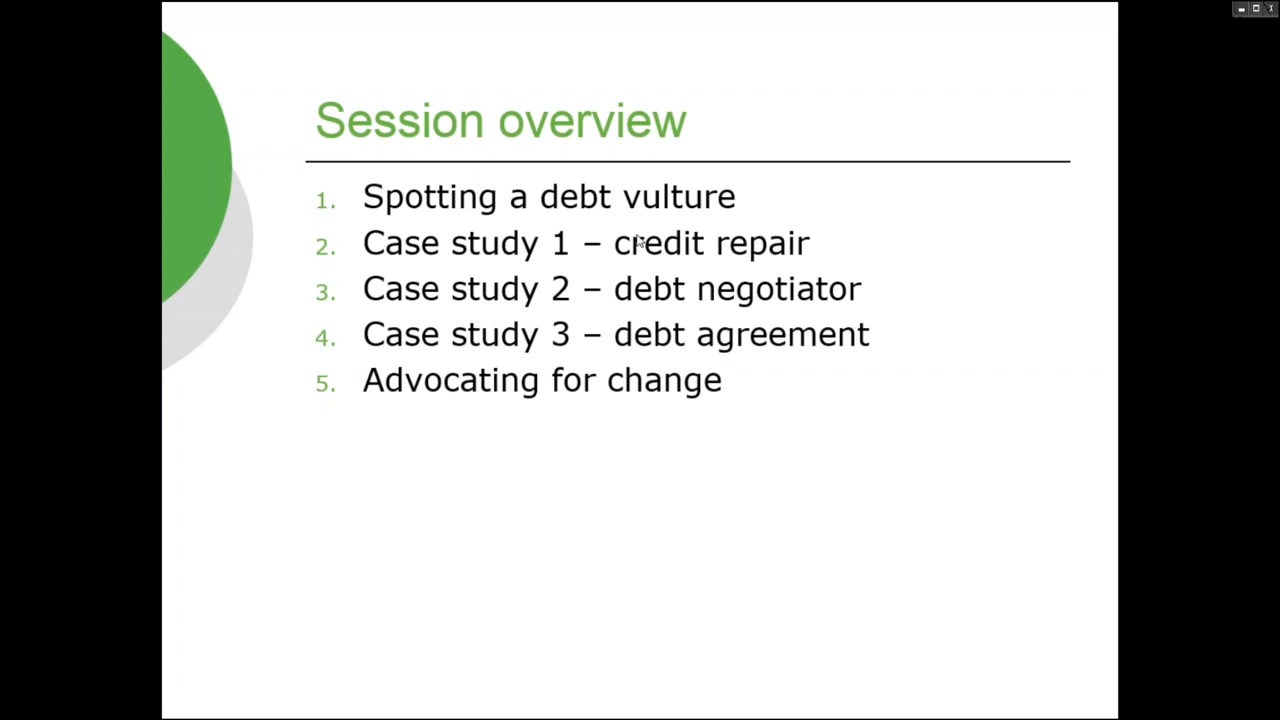 Session overview
1. Spotting a debt vulture
2. Case study 1 – credit repair
3. Case study 2 – debt negotiator
4. Case study 3 – debt agreement
5. Advocating for change